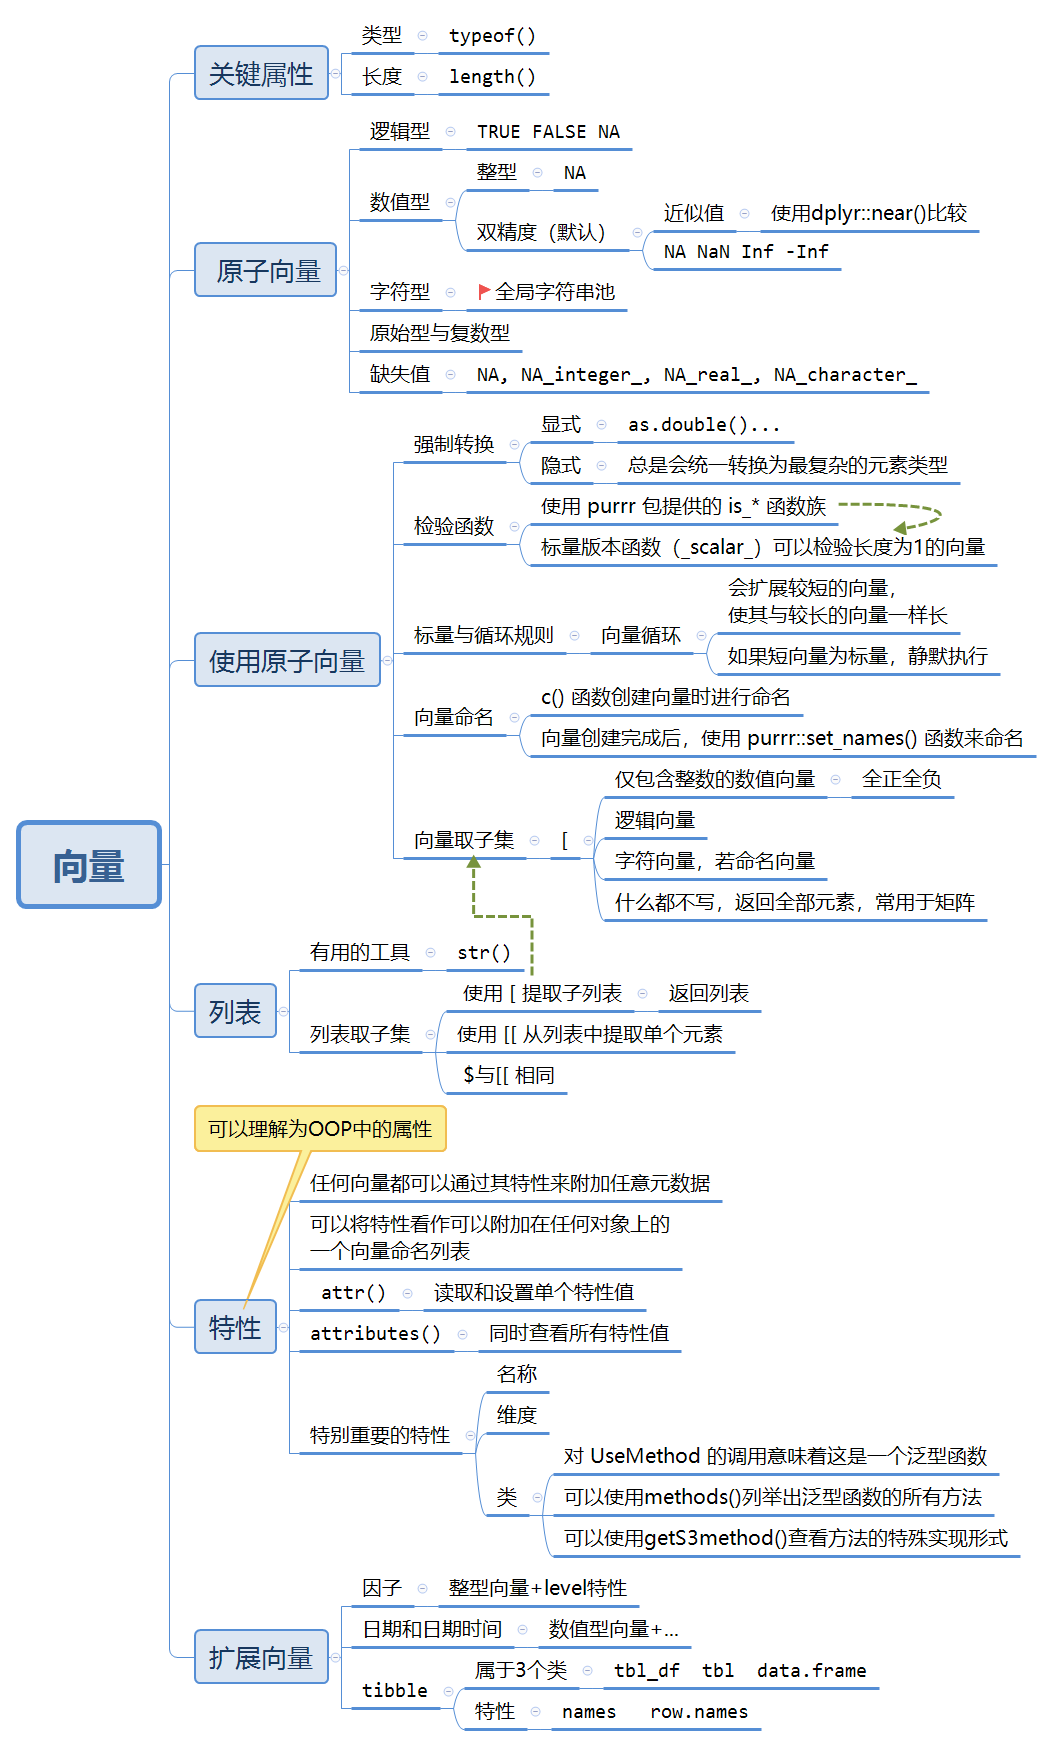 向量
关键属性
类型
typeof()
长度
length()
原子向量
逻辑型
TRUE FALSE NA
数值型
整型
NA
双精度（默认）
近似值
使用dplyr::near()比较
NA NaN Inf -Inf
字符型
全局字符串池
原始型与复数型
缺失值
NA, NA_integer_, NA_real_, NA_character_
使用原子向量
强制转换
显式
as.double()...
隐式
总是会统一转换为最复杂的元素类型
检验函数
使用 purrr 包提供的 is_* 函数族
标量版本函数（_scalar_）可以检验长度为1的向量
标量与循环规则
向量循环
会扩展较短的向量，
使其与较长的向量一样长
如果短向量为标量，静默执行
向量命名
c() 函数创建向量时进行命名
向量创建完成后，使用 purrr::set_names() 函数来命名
向量取子集
[
仅包含整数的数值向量
全正全负
逻辑向量
字符向量，若命名向量
什么都不写，返回全部元素，常用于矩阵
列表
有用的工具
str()
列表取子集
使用 [ 提取子列表
返回列表
使用 [[ 从列表中提取单个元素
$与[[ 相同
可以理解为OOP中的属性
特性
任何向量都可以通过其特性来附加任意元数据
可以将特性看作可以附加在任何对象上的
一个向量命名列表
attr()
读取和设置单个特性值
attributes()
同时查看所有特性值
特别重要的特性
名称
维度
类
对 UseMethod 的调用意味着这是一个泛型函数
可以使用methods()列举出泛型函数的所有方法
可以使用getS3method()查看方法的特殊实现形式
扩展向量
因子
整型向量+level特性
日期和日期时间
数值型向量+...
tibble
属于3个类
tbl_df tbl data.frame
特性
names row.names